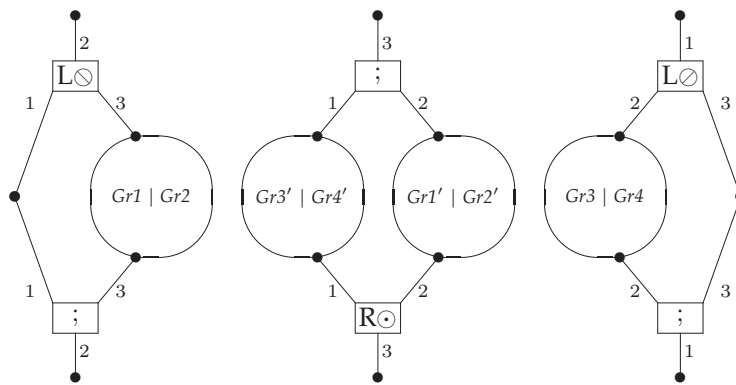 2 3 1
L⦸ ; L⊘
1 3 1 2 2 3
Gr1 | Gr2 Gr3′ | Gr4′ Gr1′ | Gr2′ Gr3 | Gr4
1 3 1 2 2 3
; R⊙ ;
2 3 1